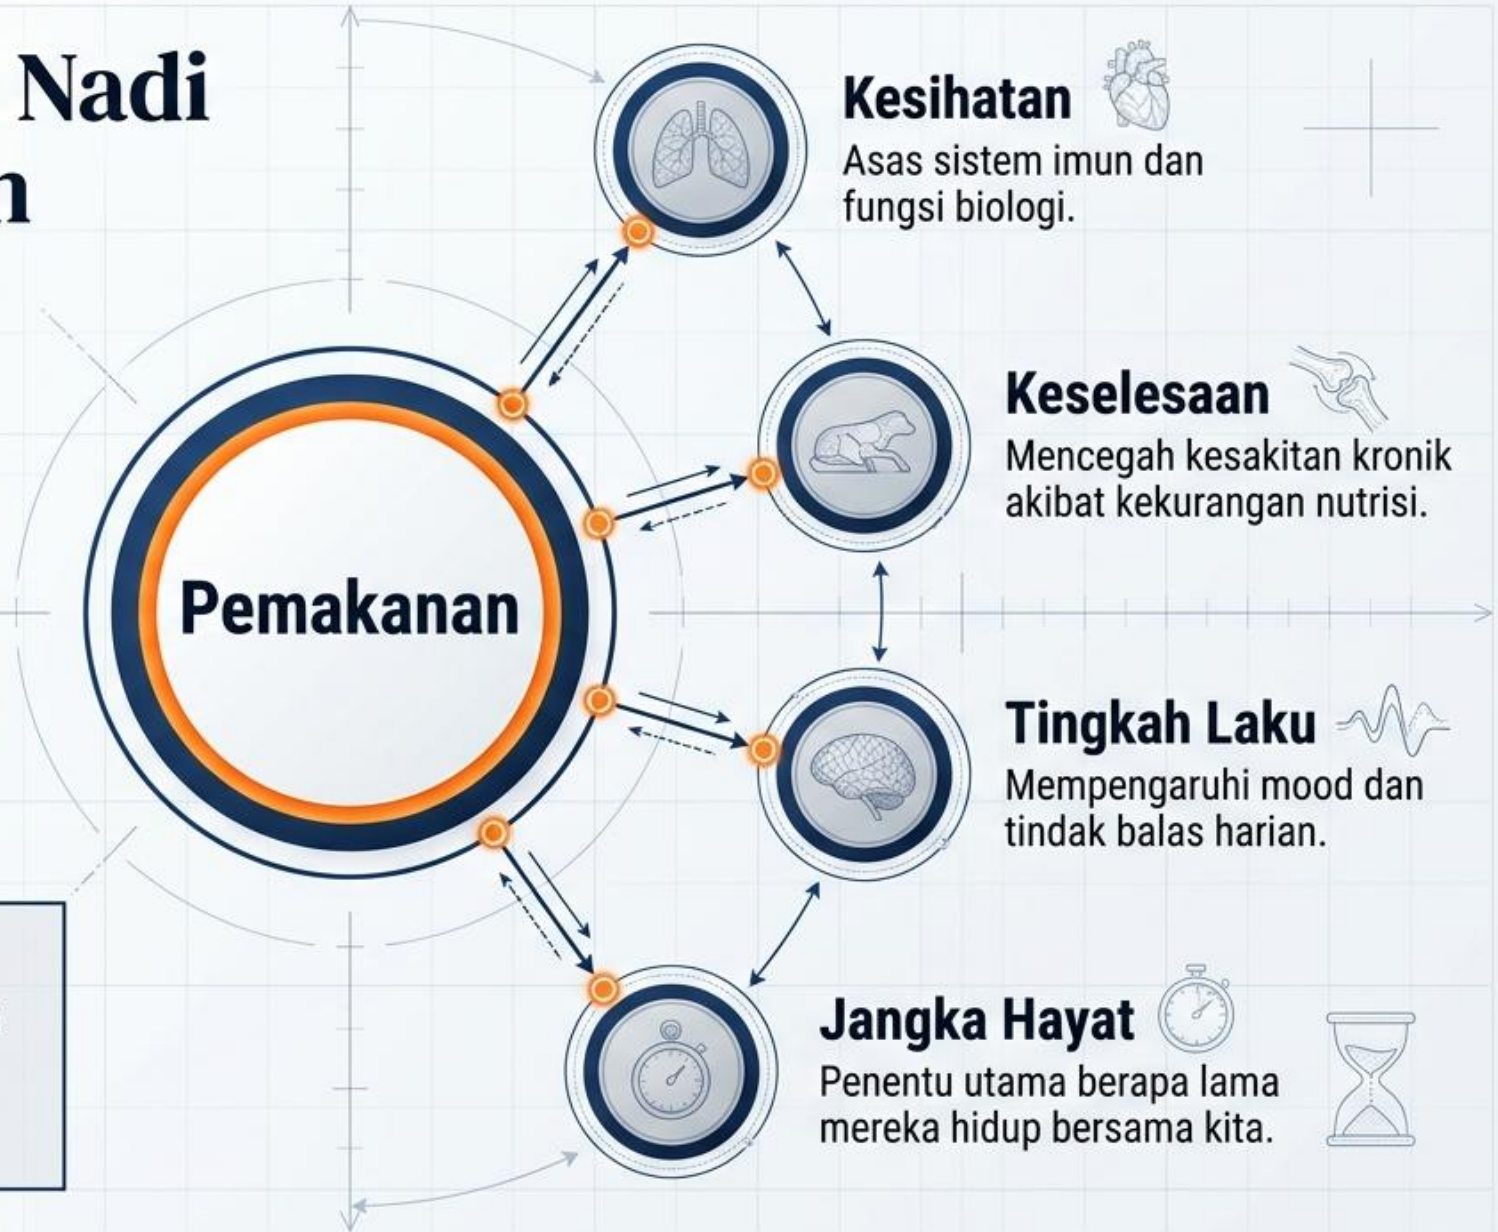 Nadi
n
Kesihatan
Asas sistem imun dan
fungsi biologi.
Keselesaan
Mencegah kesakitan kronik
akibat kekurangan nutrisi.
Pemakanan
Tingkah Laku
Mempengaruhi mood dan
tindak balas harian.
Jangka Hayat
Penentu utama berapa lama
mereka hidup bersama kita.